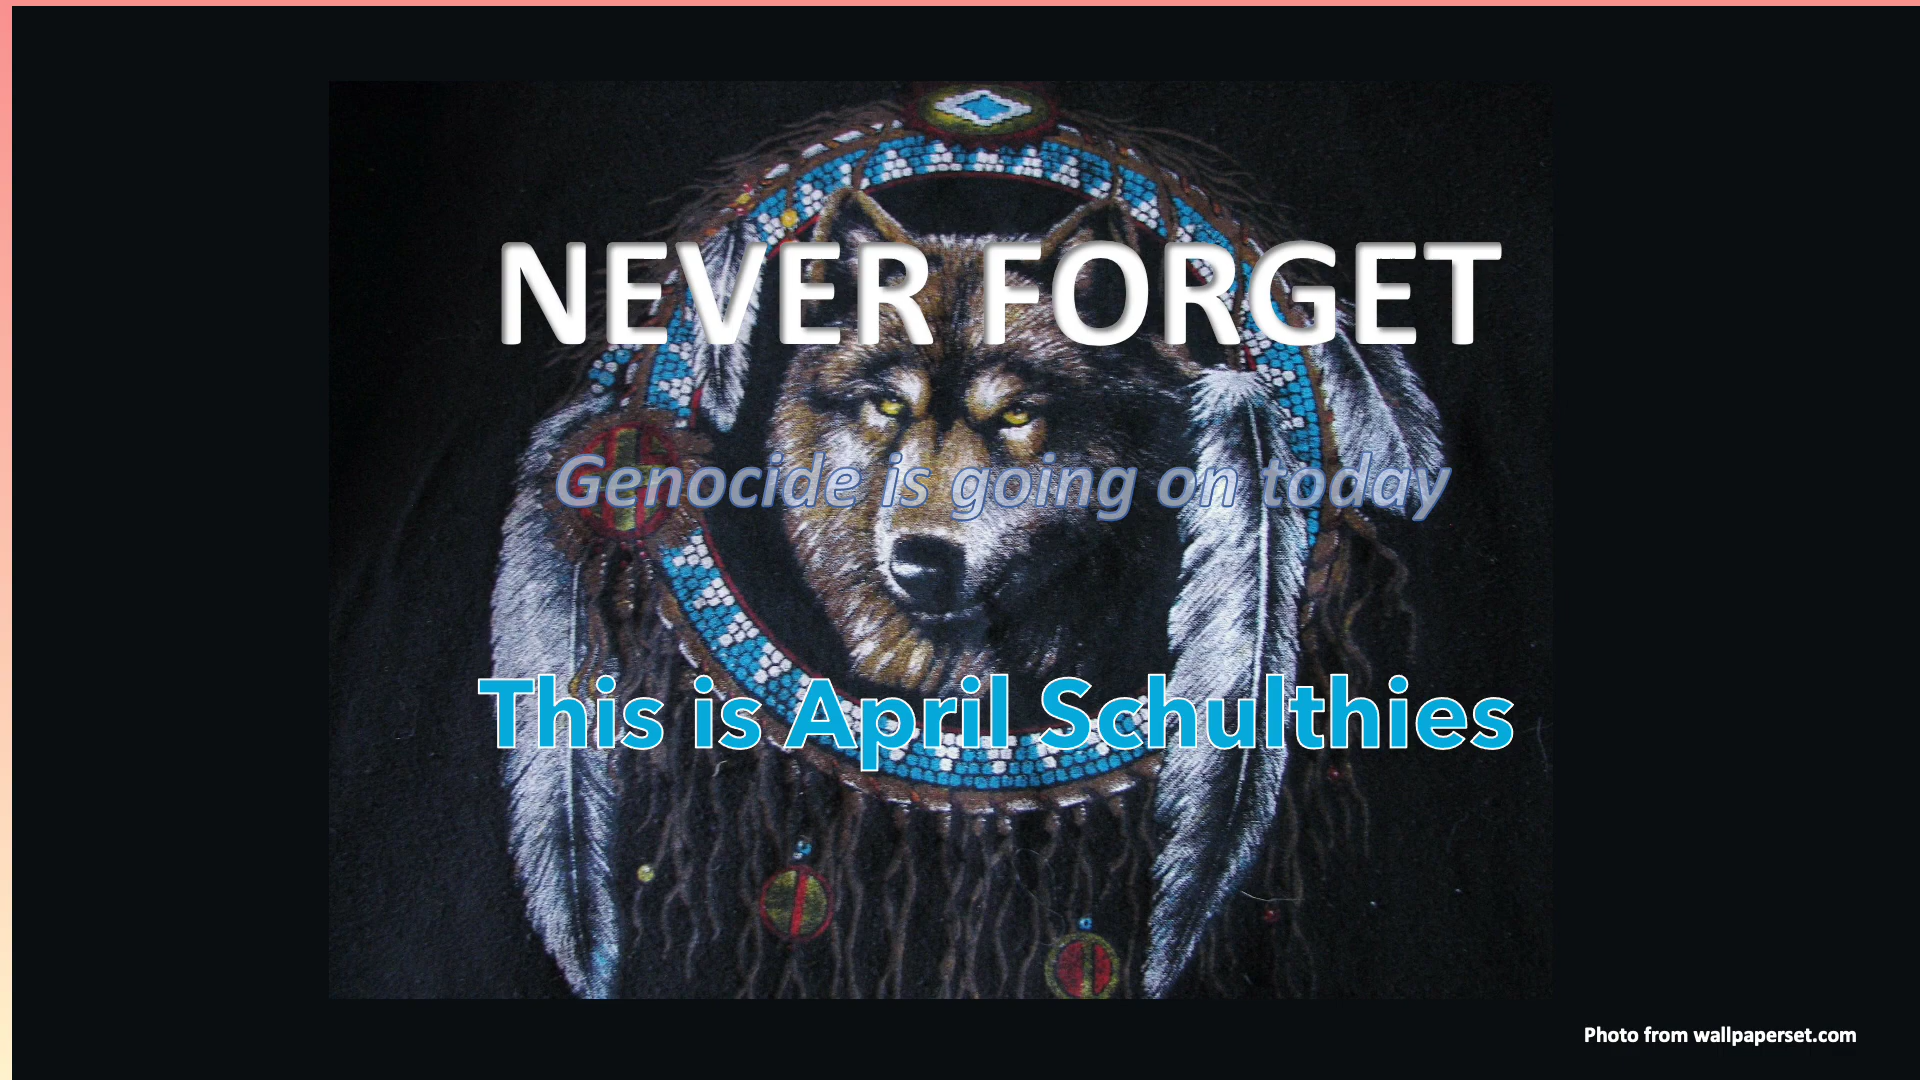 NEVER FORGET
Genocide is going on today
This is April Schulthies
Photo from wallpaperset.com